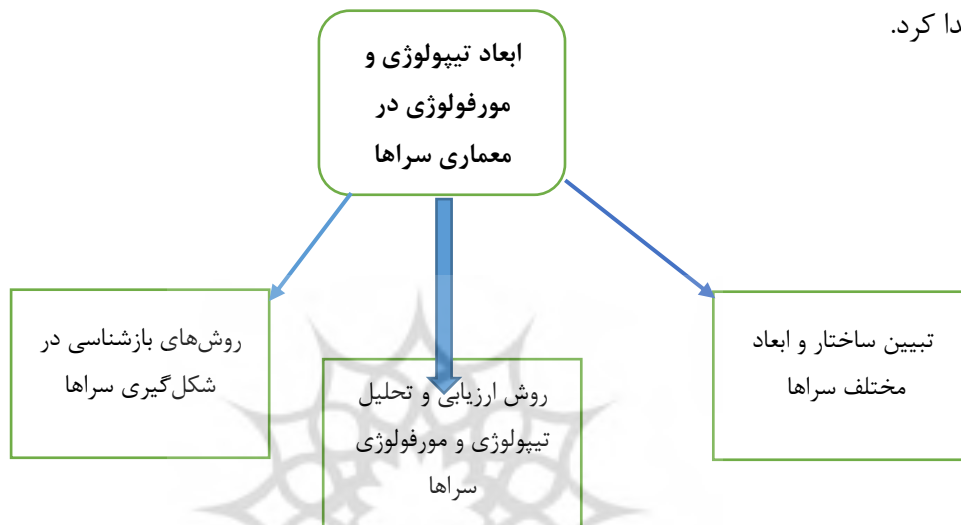 دا کرد.
ابعاد تیپولوژی و
مورفولوژی در
معماری سراها
تبیین ساختار و ابعاد
مختلف سراها
روش ارزیابی و تحلیل
تیپولوژی و مورفولوژی
سراها
روش‌های بازشناسی در
شکل‌گیری سراها